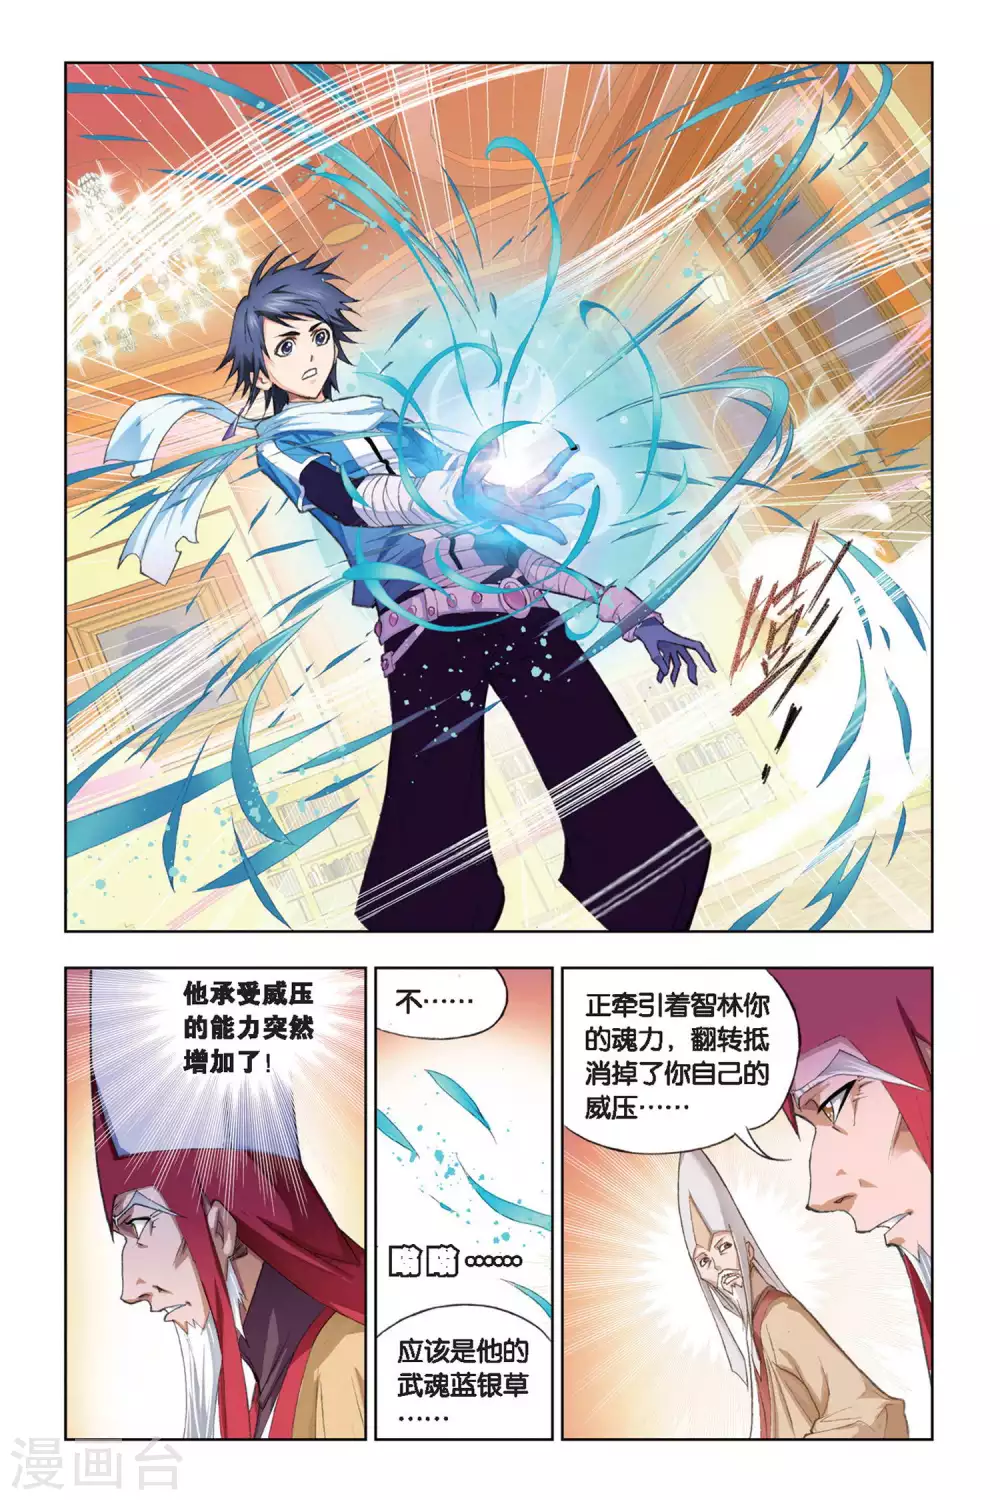 嘻
他承受威压
的能力突然
增加了！
不……
嗡嗡……
应该是他的
武魂蓝银草
……
正牵引着智林你
的魂力，翻转抵
消掉了你自己的
威压……
漫画台